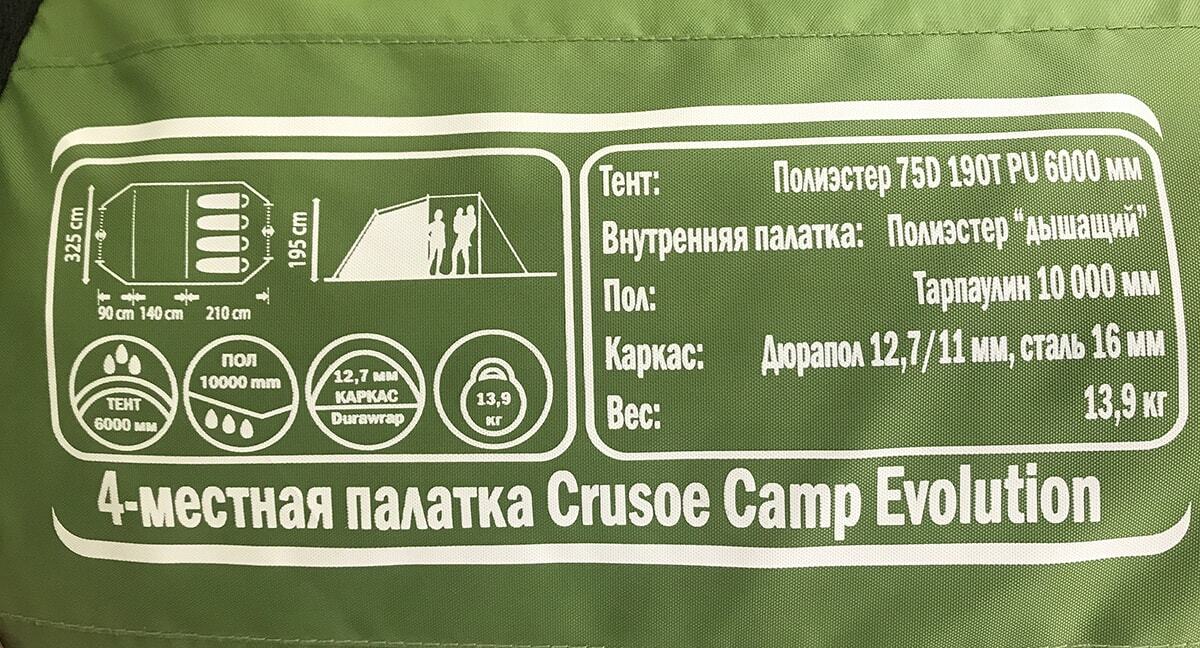 325 cm
195 cm
90 cm 140 cm 210 cm
ТЕНТ
6000 мм
ПОЛ
10000 mm
12,7 мм
КАРКАС
Durawrap
13,9
кг
Тент: Полиэстер 75D 190T PU 6000 мм
Внутренняя палатка: Полиэстер “дышащий”
Пол: Тарпаулин 10 000 мм
Каркас: Дюрапол 12,7/11 мм, сталь 16 мм
Вес: 13,9 кг
4-местная палатка Crusoe Camp Evolution